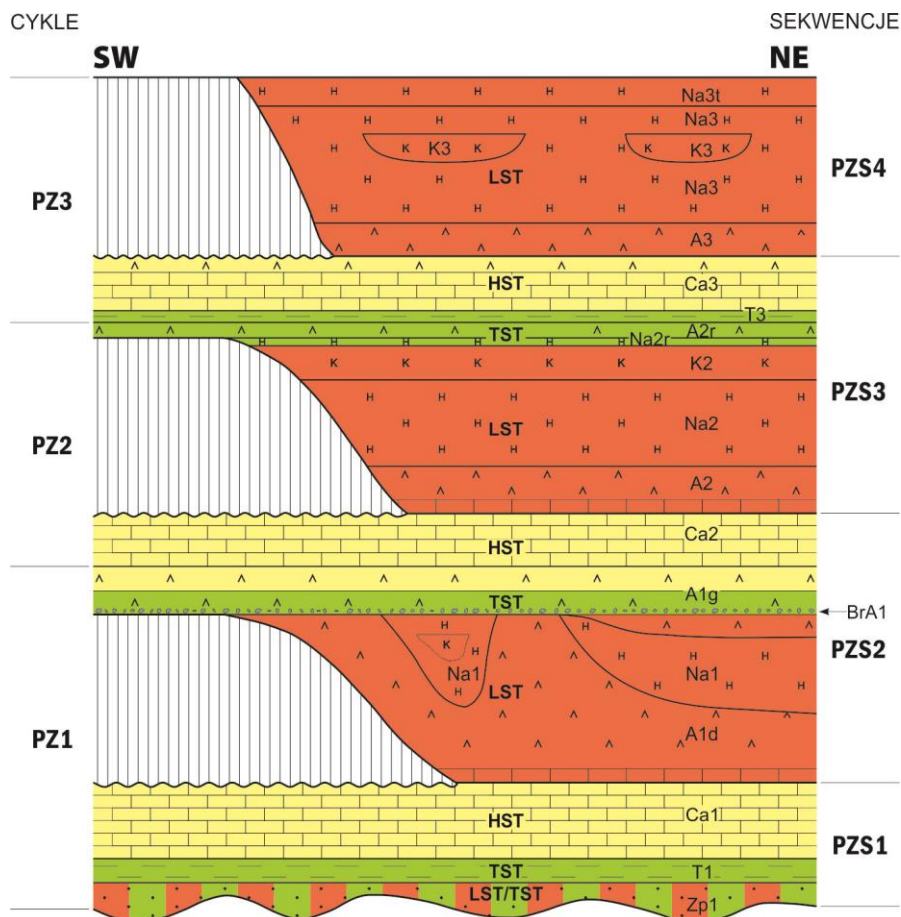 CYKLE
SEKWENCJE
SW
NE
H H H H H H Na3t H
H H H H H Na3 H
K3 K K K K3 K
H H H H
PZS4
LST
H H H H H
PZ3
Na3
H H H H H H H
A3
HST
Ca3
T3
TST
A2r
H H H H H Na2r H
K K K K K K2 K
PZS3
H H H H H H
LST
H H H H
Na2
PZ2
H H H H H H
A2
Ca2
HST
A1g
TST
BrA1
H H
K
H
PZS2
Na1
H H H H
Na1
LST
H H H H
A1d
PZ1
Ca1
HST
PZS1
TST
T1
LST/TST
Zp1